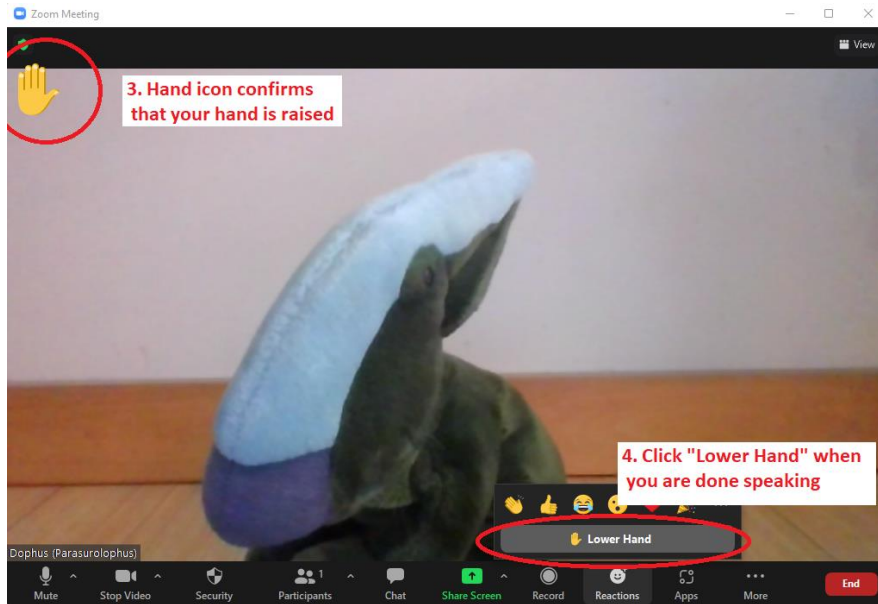 Zoom Meeting
View
3. Hand icon confirms
that your hand is raised
4. Click "Lower Hand" when
you are done speaking
Lower Hand
Dophus (Parasurolophus)
Mute
Stop Video
Security
1
Participants
Chat
Share Screen
Record
Reactions
Apps
More
End